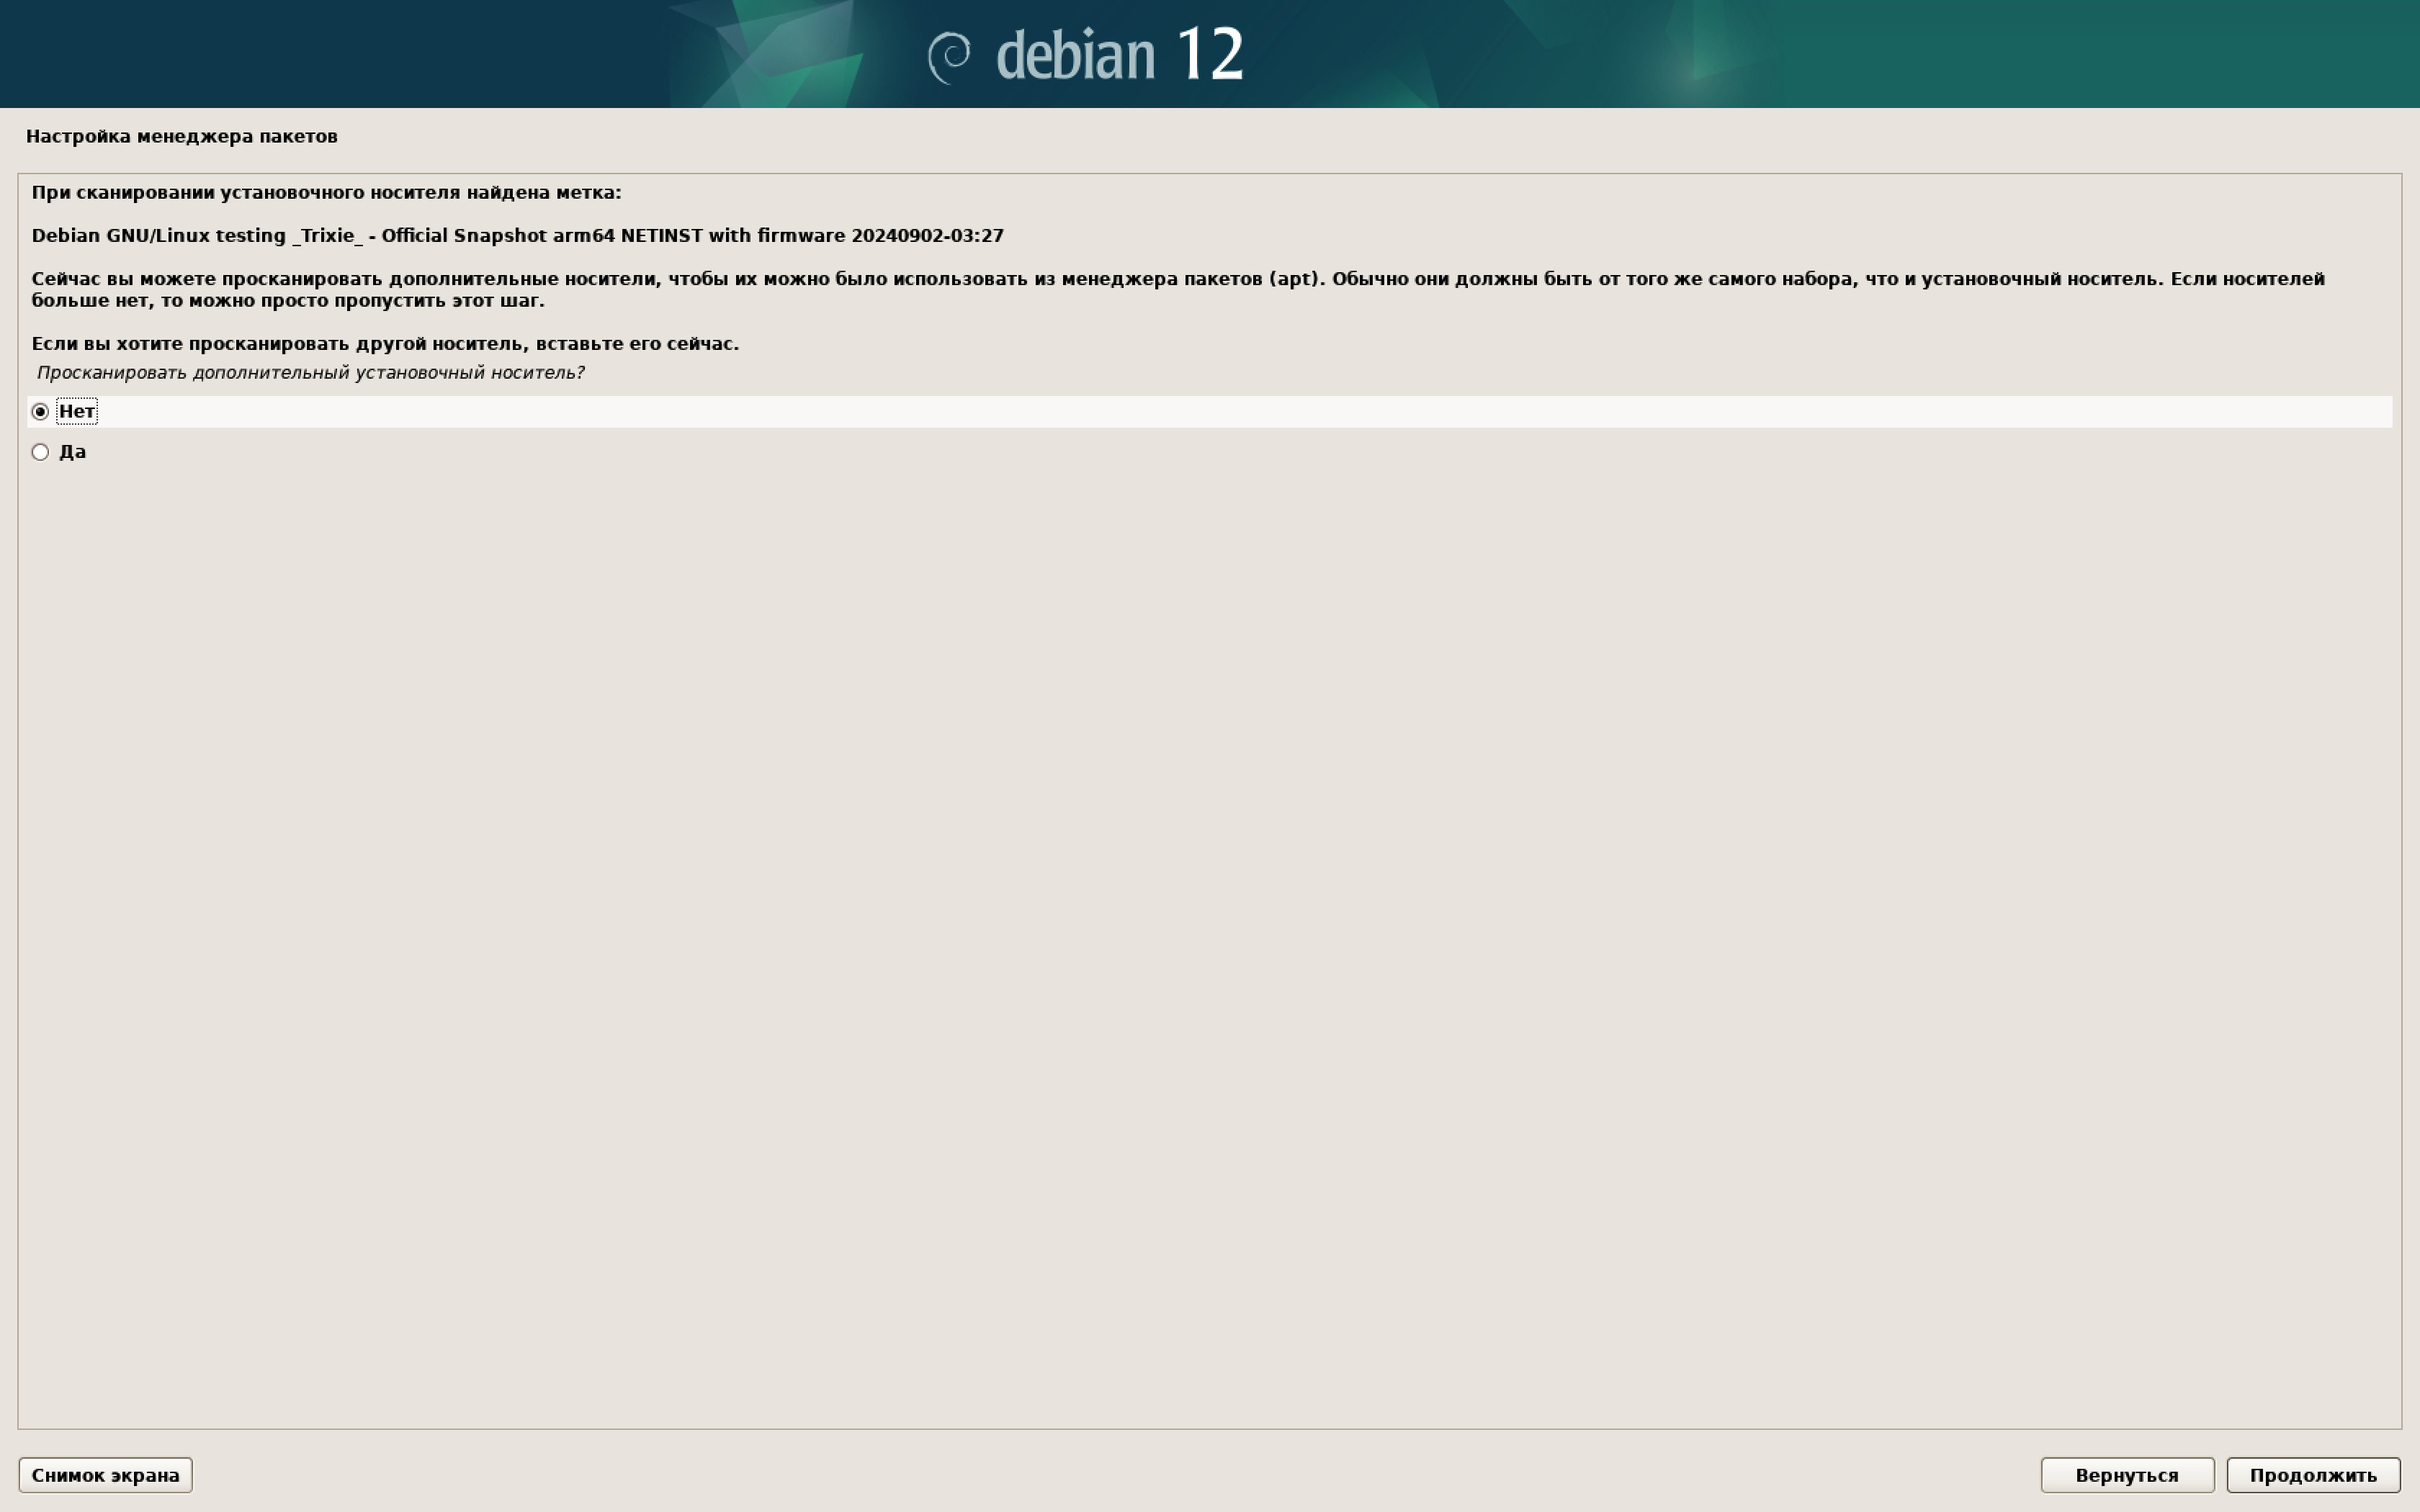 debian 12
Настройка менеджера пакетов
При сканировании установочного носителя найдена метка:
Debian GNU/Linux testing _Trixie_ - Official Snapshot arm64 NETINST with firmware 20240902-03:27
Сейчас вы можете просканировать дополнительные носители, чтобы их можно было использовать из менеджера пакетов (apt). Обычно они должны быть от того же самого набора, что и установочный носитель. Если носителей
больше нет, то можно просто пропустить этот шаг.
Если вы хотите просканировать другой носитель, вставьте его сейчас.
Просканировать дополнительный установочный носитель?
Нет
Да
Снимок экрана
Вернуться
Продолжить